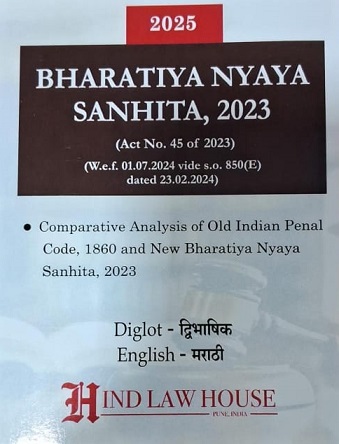 2025
BHARATIYA NYAYA
SANHITA, 2023
(Act No. 45 of 2023)
(W.e.f. 01.07.2024 vide s.o. 850(E)
dated 23.02.2024)
• Comparative Analysis of Old Indian Penal
Code, 1860 and New Bharatiya Nyaya
Sanhita, 2023
Diglot - द्विभाषिक
English - मराठी
HIND LAW HOUSE
PUNE, INDIA